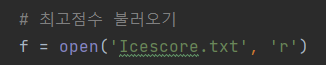 # 최고점수 불러오기
f = open('Icescore.txt', 'r')